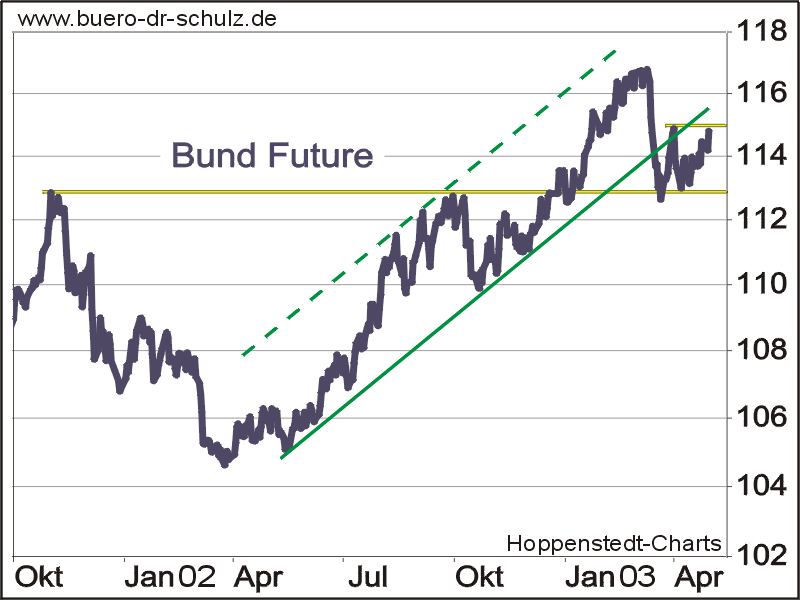 www.buero-dr-schulz.de
118
116
Bund Future
114
112
110
108
106
104
Hoppenstedt-Charts
102
Okt Jan 02 Apr Jul Okt Jan 03 Apr